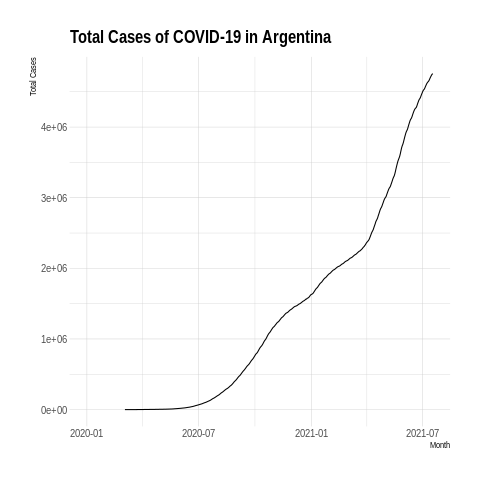 Total Cases of COVID-19 in Argentina
Total Cases
4e+06
3e+06
2e+06
1e+06
0e+00
2020-01 2020-07 2021-01 2021-07
Month